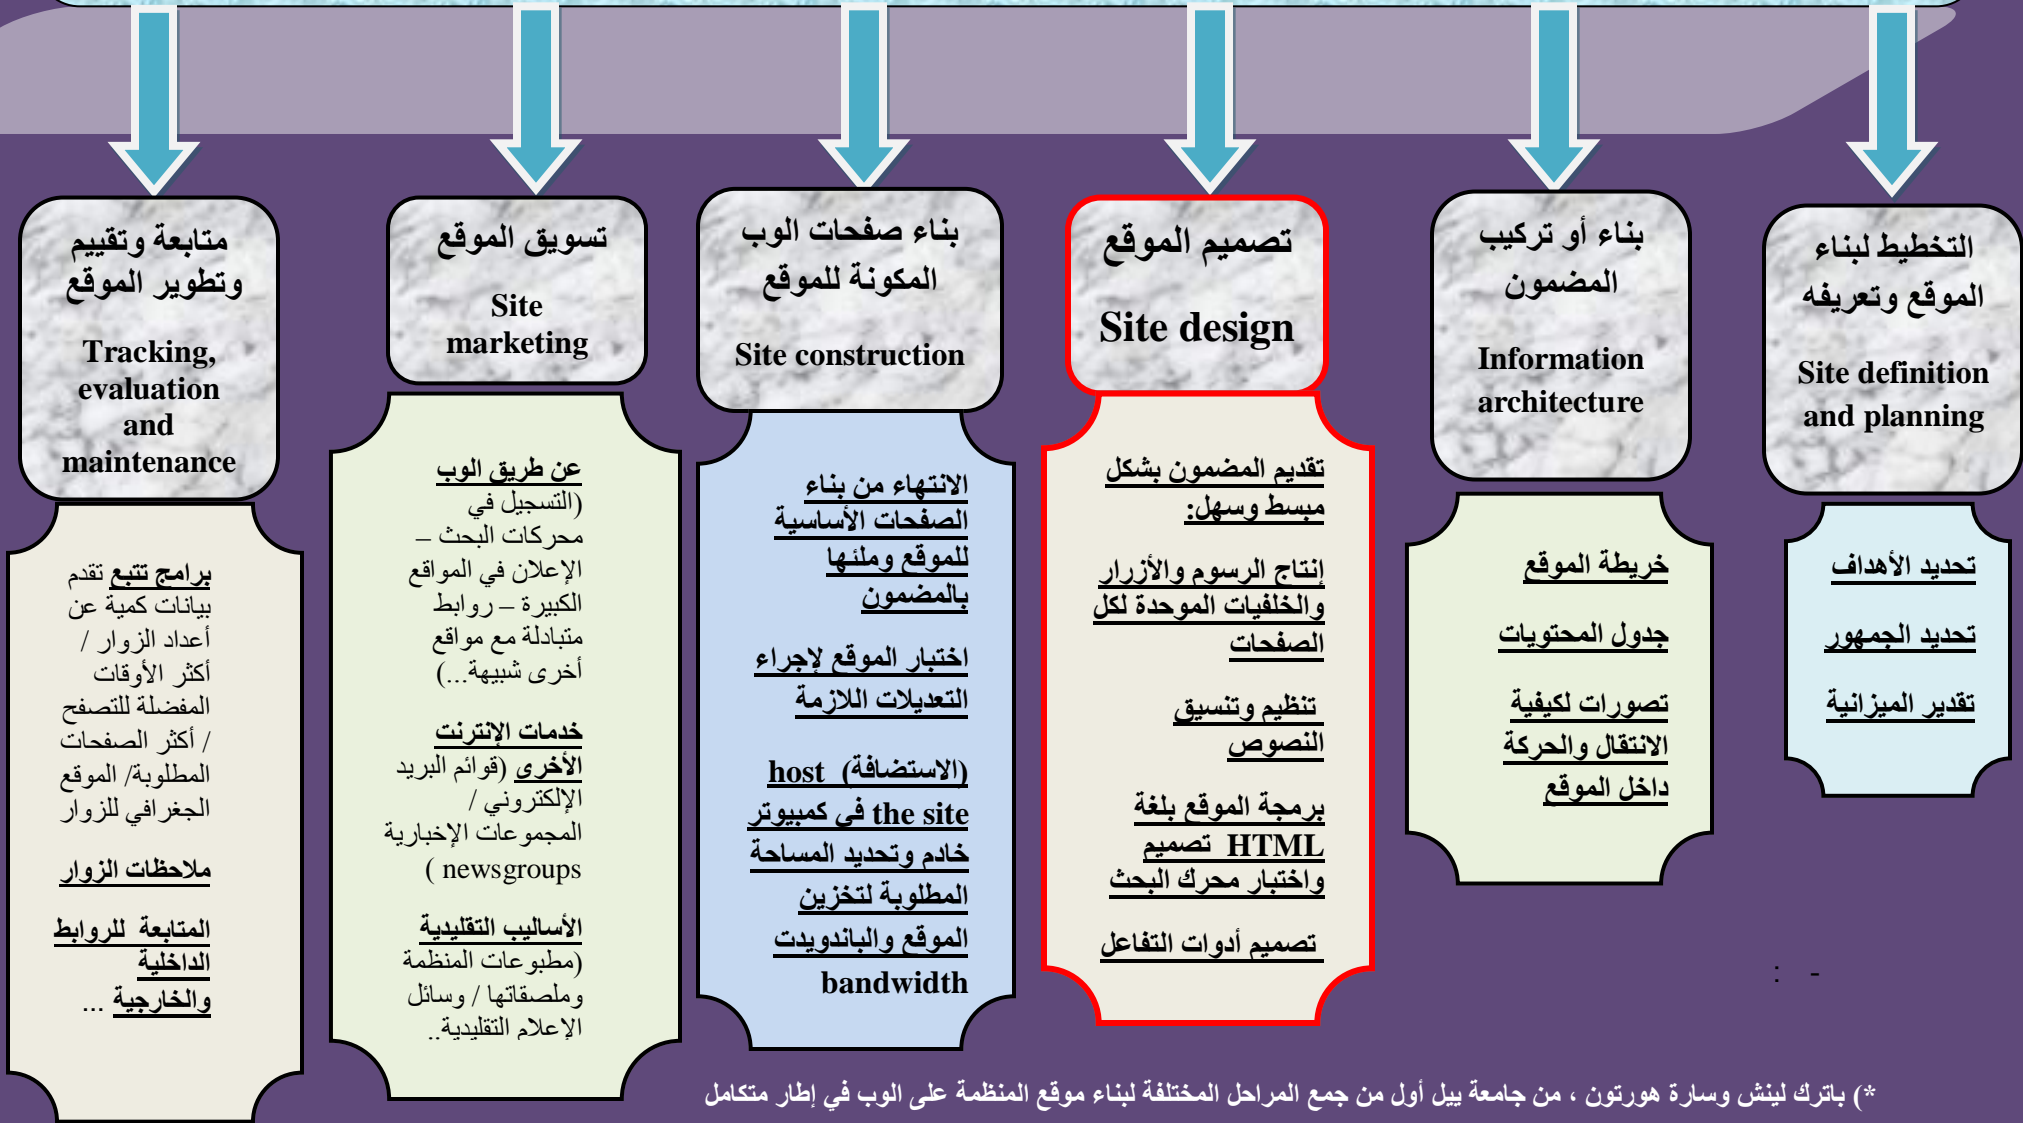 التخطيط لبناء
الموقع وتعريفه
Site definition
and planning
تحديد الأهداف
تحديد الجمهور
تقدير الميزانية
بناء أو تركيب
المضمون
Information
architecture
خريطة الموقع
جدول المحتويات
تصورات لكيفية
الانتقال والحركة
داخل الموقع
تصميم الموقع
Site design
تقديم المضمون بشكل
مبسط وسهل:
إنتاج الرسوم والأزرار
والخلفيات الموحدة لكل
الصفحات
تنظيم وتنسيق
النصوص
برمجة الموقع بلغة
HTML تصميم
واختبار محرك البحث
تصميم أدوات التفاعل
بناء صفحات الوب
المكونة للموقع
Site construction
الانتهاء من بناء
الصفحات الأساسية
للموقع وملئها
بالمضمون
اختبار الموقع لإجراء
التعديلات اللازمة
(الاستضافة) host
the site في كمبيوتر
خادم وتحديد المساحة
المطلوبة لتخزين
الموقع والباندويدت
bandwidth
تسويق الموقع
Site
marketing
عن طريق الوب
(التسجيل في
محركات البحث –
الإعلان في المواقع
الكبيرة – روابط
متبادلة مع مواقع
أخرى شبيهة...)
خدمات الإنترنت
الأخرى (قوائم البريد
الإلكتروني /
المجموعات الإخبارية
newsgroups )
الأساليب التقليدية
(مطبوعات المنظمة
وملصقاتها / وسائل
الإعلام التقليدية..
متابعة وتقييم
وتطوير الموقع
Tracking,
evaluation
and
maintenance
برامج تتبع تقدم
بيانات كمية عن
أعداد الزوار /
أكثر الأوقات
المفضلة للتصفح
/ أكثر الصفحات
المطلوبة/ الموقع
الجغرافي للزوار
ملاحظات الزوار
المتابعة للروابط
الداخلية
والخارجية ...
- :
*) باترك لينش وسارة هورتون ، من جامعة ييل أول من جمع المراحل المختلفة لبناء موقع المنظمة على الوب في إطار متكامل